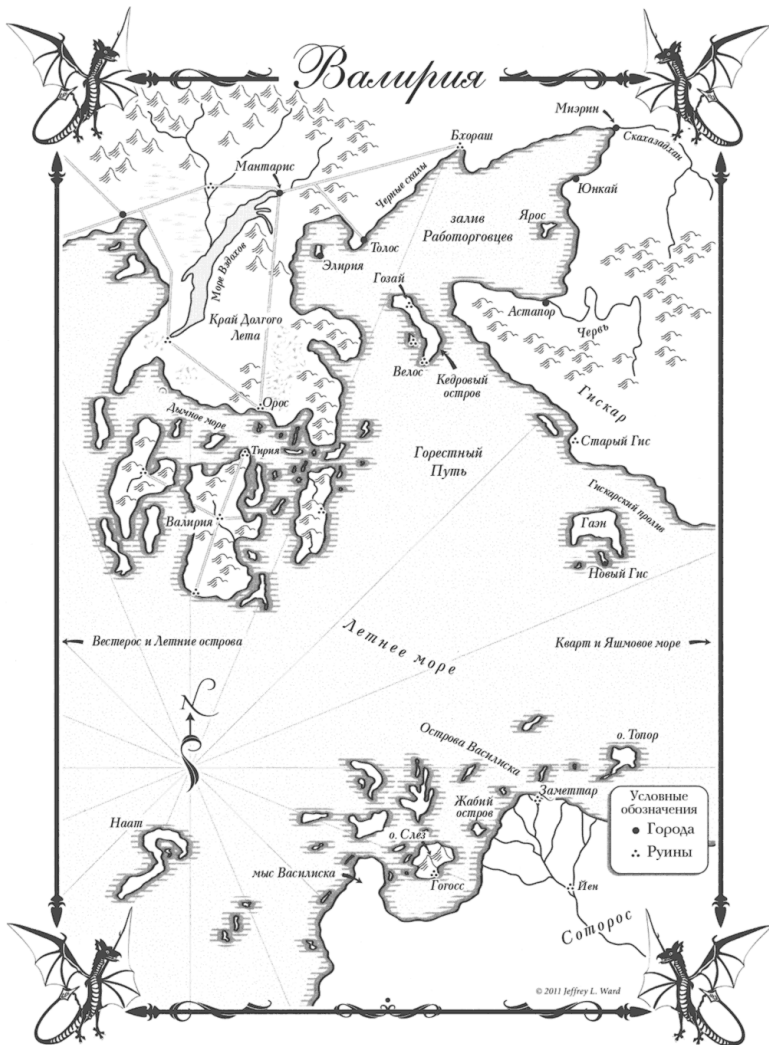 Валирия
Миэрин
Скахазадхан
Бхораш
Мантарис
Черные скалы
Юнкай
залив
Работорговцев
Ярос
Толос
Элирия
Море Вздохов
Гозай
Астапор
Червь
Край Долгого
Лета
Велос
Кедровый
остров
Гискар
Орос
Дымное море
Тирия
Горестный
Путь
Старый Гис
Гискарский пролив
Валирия
Гаэн
Новый Гис
Летнее море
Вестерос и Летние острова
Кварт и Яшмовое море
N
Острова Василиска
о. Топор
Заметтар
Жабий
остров
Условные
обозначения
Города
Руины
Наат
о. Слез
мыс Василиска
Гогосс
Йен
Соторос
© 2011 Jeffrey L. Ward